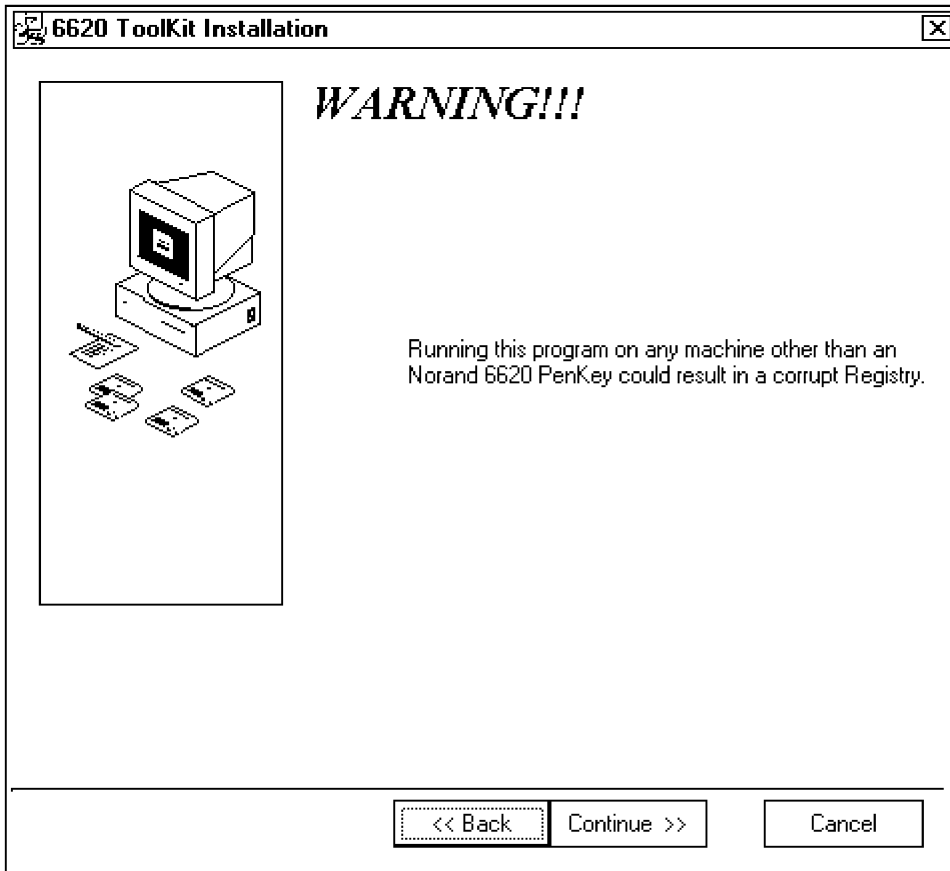 6620 ToolKit Installation
WARNING!!!
Running this program on any machine other than an
Norand 6620 PenKey could result in a corrupt Registry.
<< Back
Continue >>
Cancel